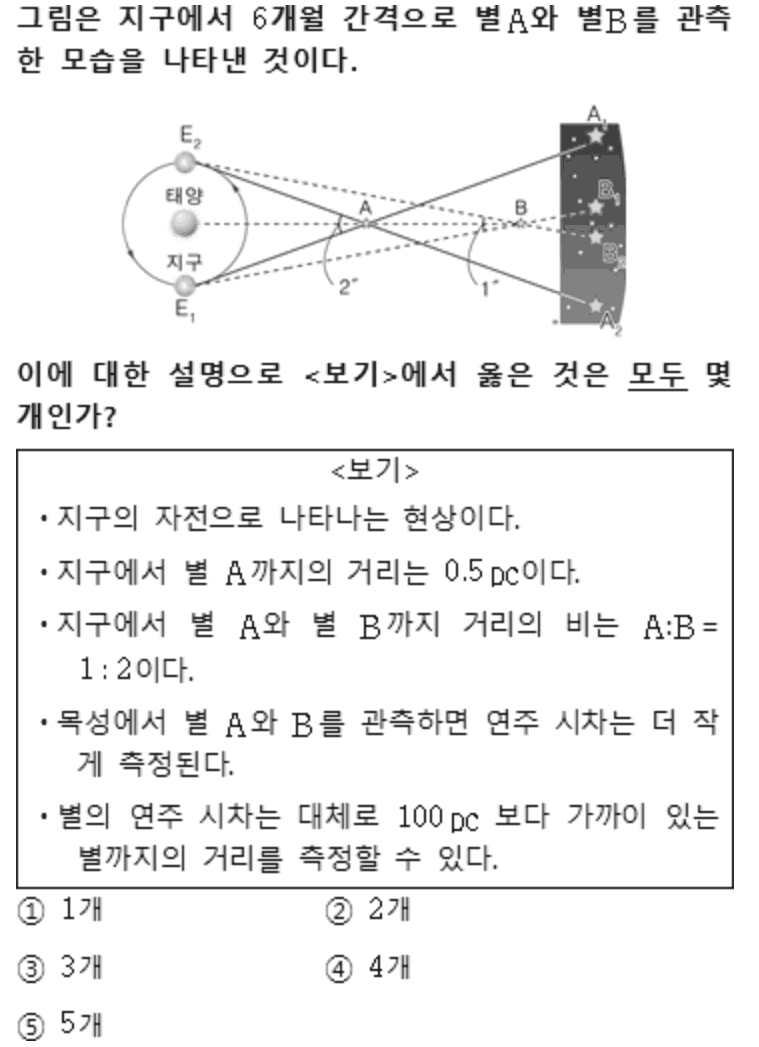 그림은 지구에서 6개월 간격으로 별A와 별B를 관측
한 모습을 나타낸 것이다.
A₁
E₂
태양
A
B
B₁
지구
B₂
2″
1″
E₁
A₂
이에 대한 설명으로 <보기>에서 옳은 것은 모두 몇
개인가?
<보기>
・지구의 자전으로 나타나는 현상이다.
・지구에서 별 A까지의 거리는 0.5pc이다.
・지구에서 별 A와 별 B까지 거리의 비는 A:B=
1:2이다.
・목성에서 별 A와 B를 관측하면 연주 시차는 더 작
게 측정된다.
・별의 연주 시차는 대체로 100pc 보다 가까이 있는
별까지의 거리를 측정할 수 있다.
① 1개 ② 2개
③ 3개 ④ 4개
⑤ 5개